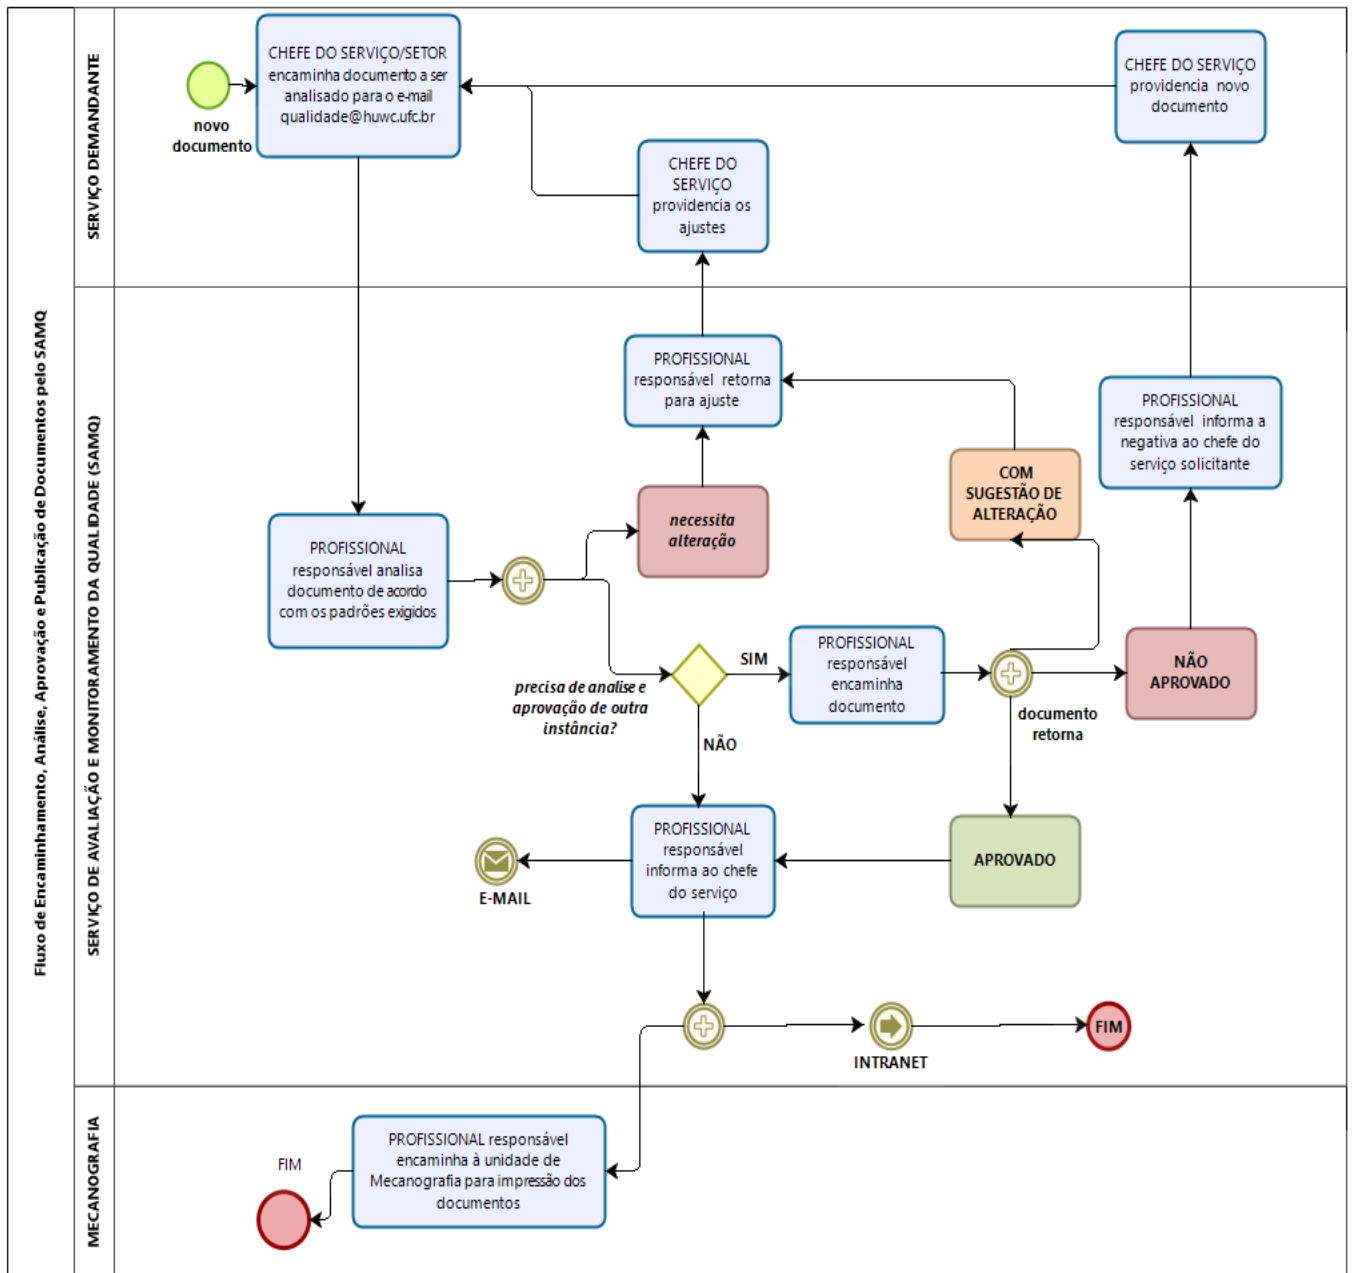 Fluxo de Encaminhamento, Análise, Aprovação e Publicação de Documentos pelo SAMQ
SERVIÇO DEMANDANTE
novo
documento
CHEFE DO SERVIÇO/SETOR
encaminha documento a ser
analisado para o e-mail
qualidade@huwc.ufc.br
CHEFE DO
SERVIÇO
providencia os
ajustes
CHEFE DO SERVIÇO
providencia novo
documento
SERVIÇO DE AVALIAÇÃO E MONITORAMENTO DA QUALIDADE (SAMQ)
PROFISSIONAL
responsável retorna
para ajuste
PROFISSIONAL
responsável informa a
negativa ao chefe do
serviço solicitante
COM
SUGESTÃO DE
ALTERAÇÃO
necessita
alteração
PROFISSIONAL
responsável analisa
documento de acordo
com os padrões exigidos
precisa de analise e
aprovação de outra
instância?
SIM
NÃO
PROFISSIONAL
responsável
encaminha
documento
documento
retorna
NÃO
APROVADO
PROFISSIONAL
responsável
informa ao chefe
do serviço
E-MAIL
APROVADO
INTRANET
FIM
MECANOGRAFIA
PROFISSIONAL responsável
encaminha à unidade de
Mecanografia para impressão dos
documentos
FIM